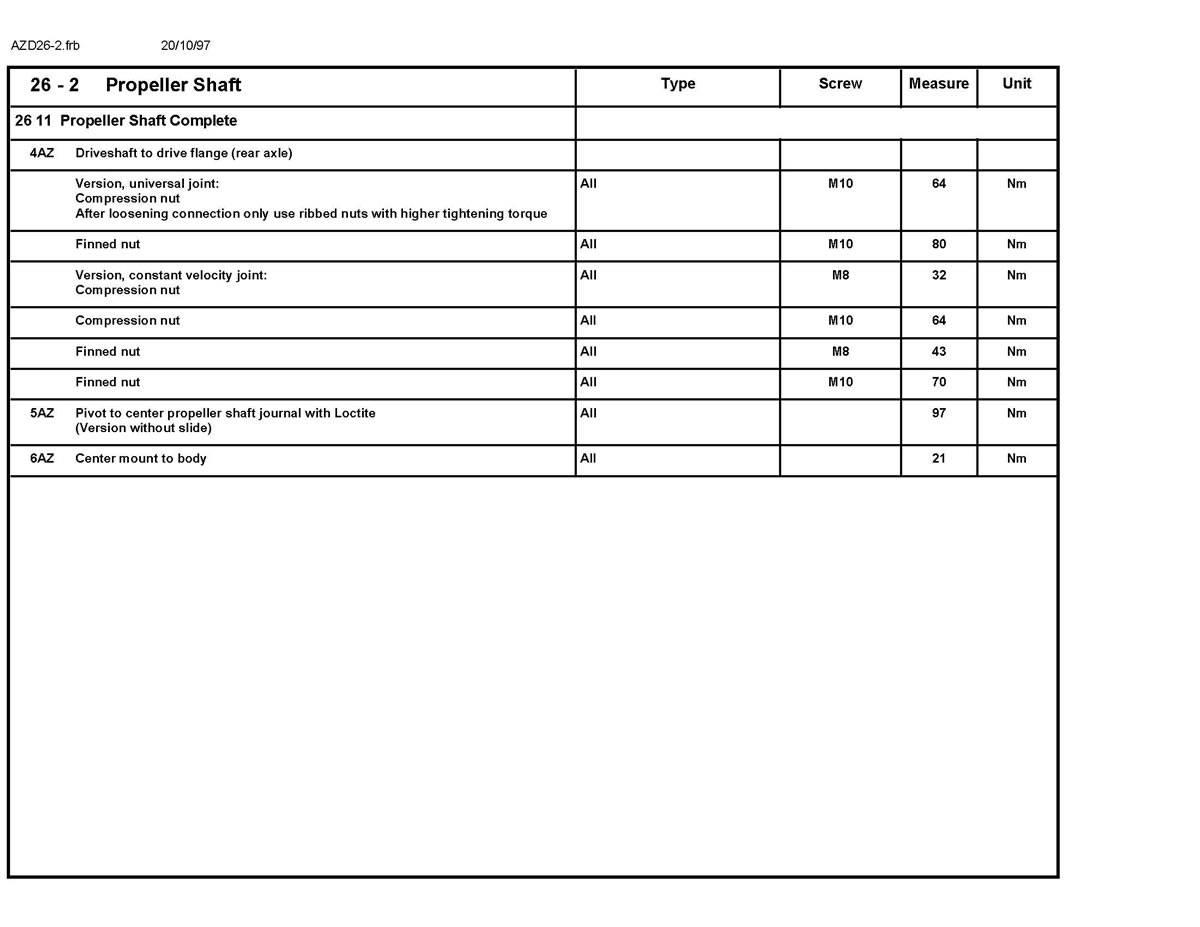 AZD26-2.frb 20/10/97
26 - 2 Propeller Shaft Type Screw Measure Unit
26 11 Propeller Shaft Complete
4AZ Driveshaft to drive flange (rear axle)
Version, universal joint: All M10 64 Nm
Compression nut
After loosening connection only use ribbed nuts with higher tightening torque
Finned nut All M10 80 Nm
Version, constant velocity joint: All M8 32 Nm
Compression nut
Compression nut All M10 64 Nm
Finned nut All M8 43 Nm
Finned nut All M10 70 Nm
5AZ Pivot to center propeller shaft journal with Loctite All 97 Nm
(Version without slide)
6AZ Center mount to body All 21 Nm